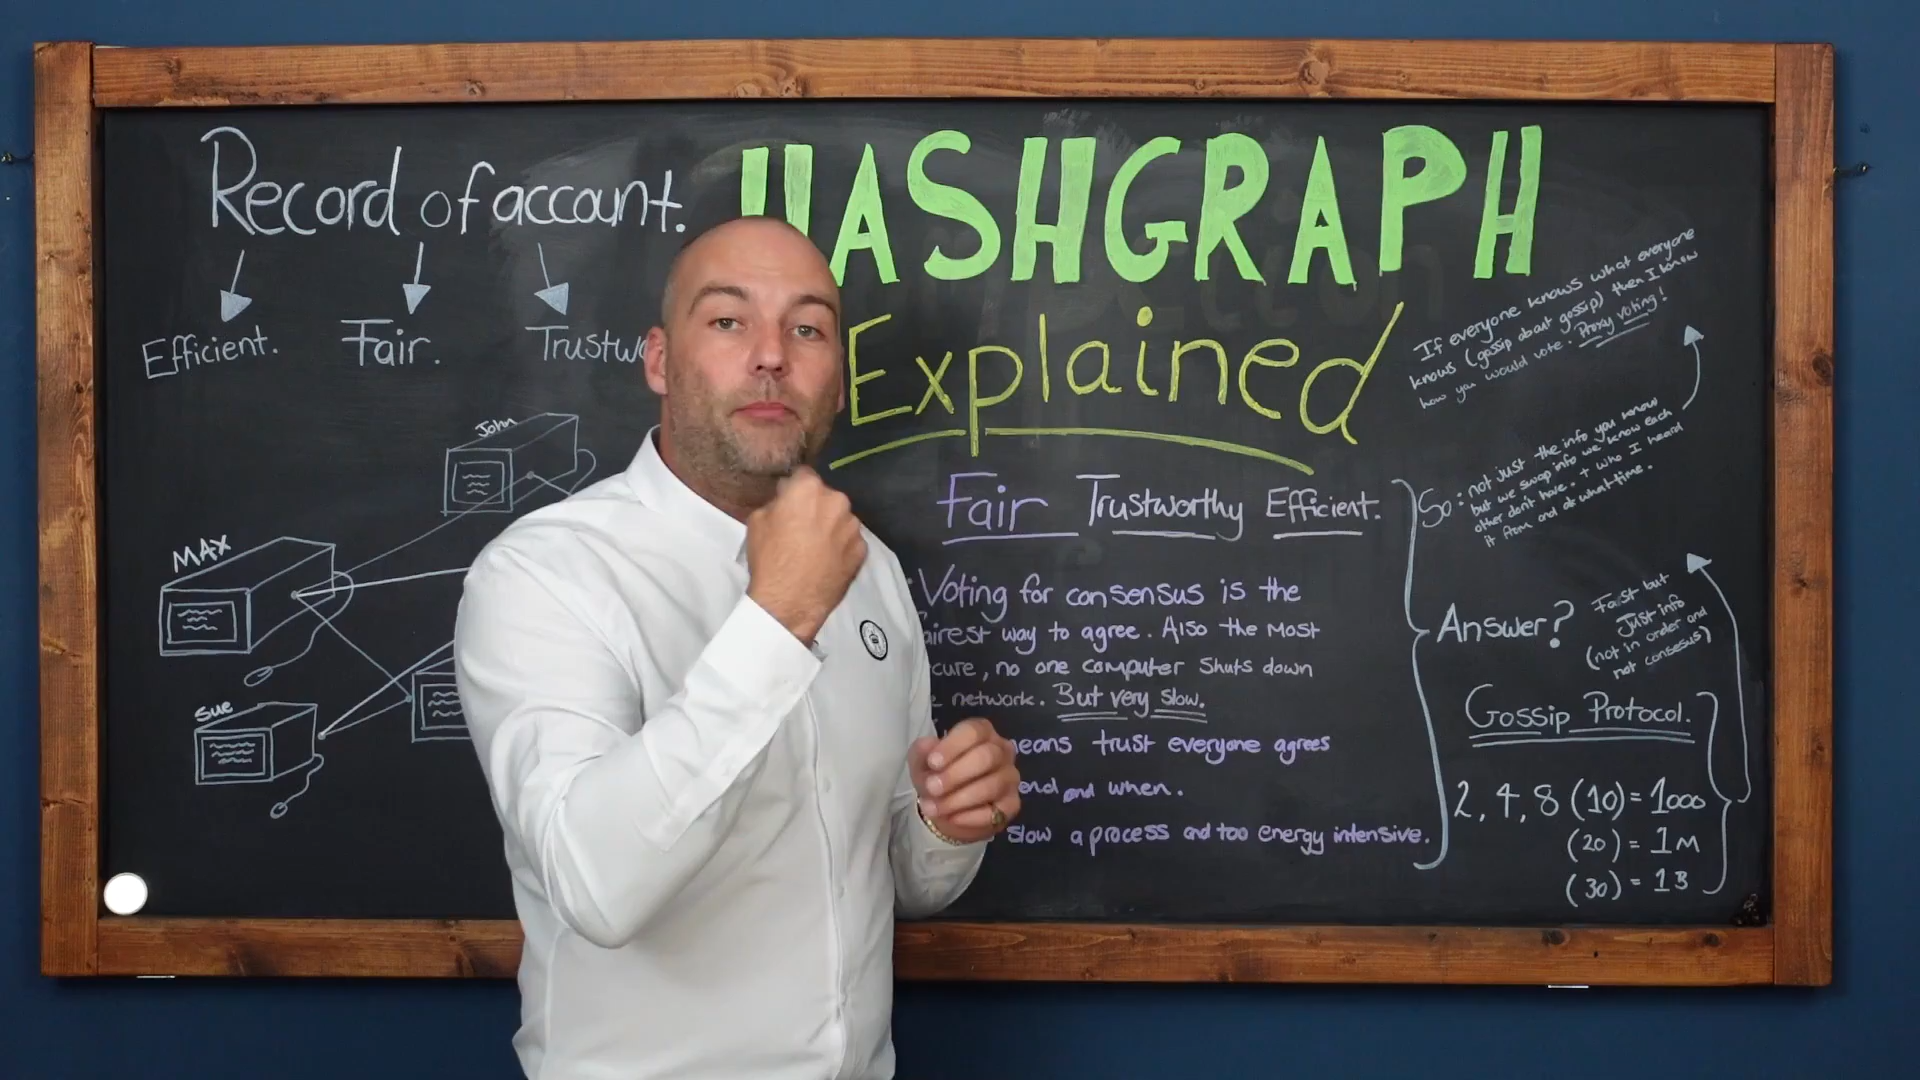 Record of account.
Efficient.
Fair.
John
MAX
Sue
HASHGRAPH
Explained
Fair Trustworthy Efficient.
Voting for consensus is the
way to agree. Also the most
no one computer shuts down
network. But very slow.
trust everyone agrees
and when.
slow a process and too energy intensive.
If everyone knows what everyone
knows (gossip about gossip) then I know
how you would vote. Proxy voting!
So: not just the info you know
but we swap info we know each
other don't have. + who I heard
it from and at what time.
Answer?
Fast but
Just info
(not in order and
not consesus)
Gossip Protocol.
2, 4, 8 (10) = 1000
(20) = 1M
(30) = 1B